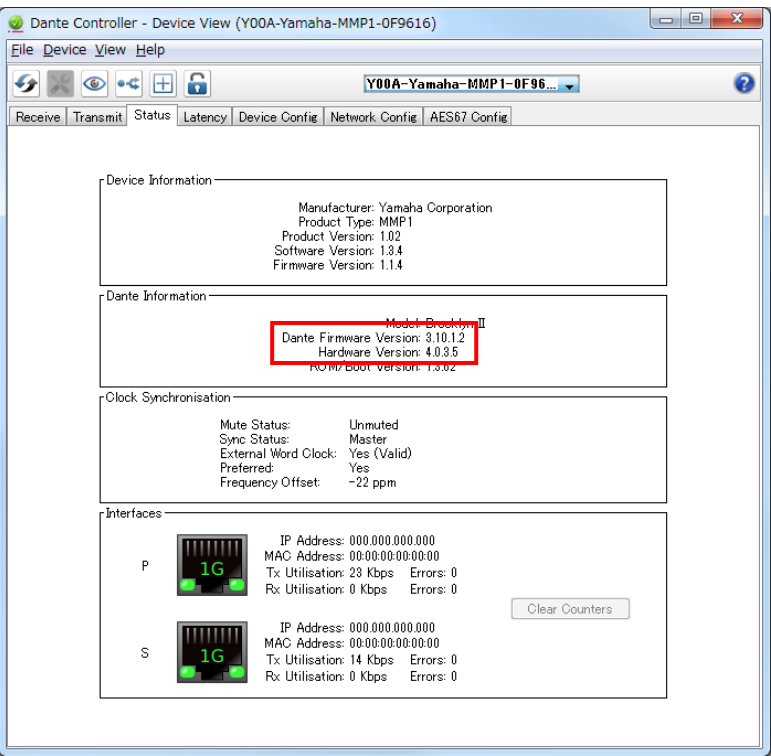 Dante Controller - Device View (Y00A-Yamaha-MMP1-0F9616)
File Device View Help
Y00A-Yamaha-MMP1-0F96...
?
Receive Transmit Status Latency Device Config Network Config AES67 Config
Device Information
Manufacturer: Yamaha Corporation
Product Type: MMP1
Product Version: 1.02
Software Version: 1.3.4
Firmware Version: 1.1.4
Dante Information
Model: Brooklyn II
Dante Firmware Version: 3.10.1.2
Hardware Version: 4.0.3.5
ROM/Boot Version: 1.3.62
Clock Synchronisation
Mute Status: Unmuted
Sync Status: Master
External Word Clock: Yes (Valid)
Preferred: Yes
Frequency Offset: -22 ppm
Interfaces
P
1G
IP Address: 000.000.000.000
MAC Address: 00:00:00:00:00:00
Tx Utilisation: 23 Kbps Errors: 0
Rx Utilisation: 0 Kbps Errors: 0
Clear Counters
S
1G
IP Address: 000.000.000.000
MAC Address: 00:00:00:00:00:00
Tx Utilisation: 14 Kbps Errors: 0
Rx Utilisation: 0 Kbps Errors: 0